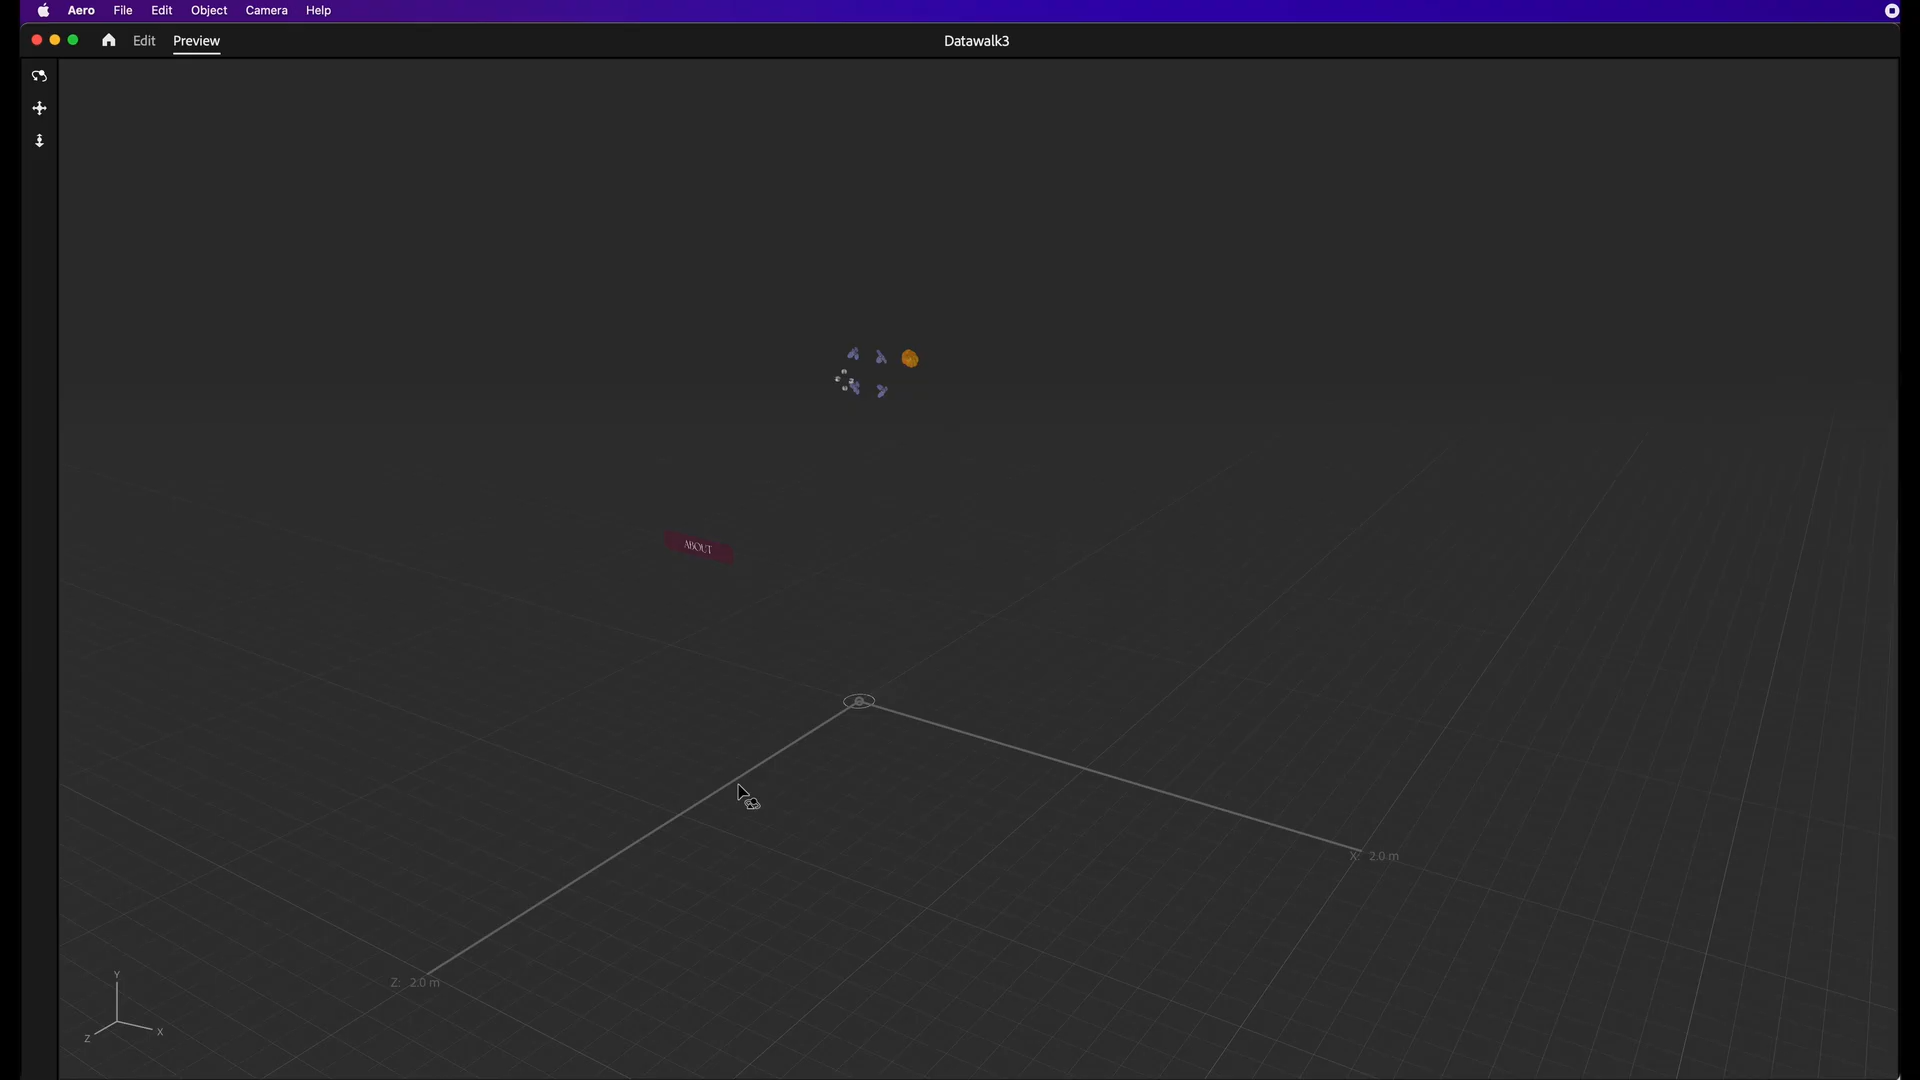 Aero File Edit Object Camera Help
Edit Preview Datawalk3
ABOUT
X: 2.0 m
Z: 2.0 m
Y
X
Z